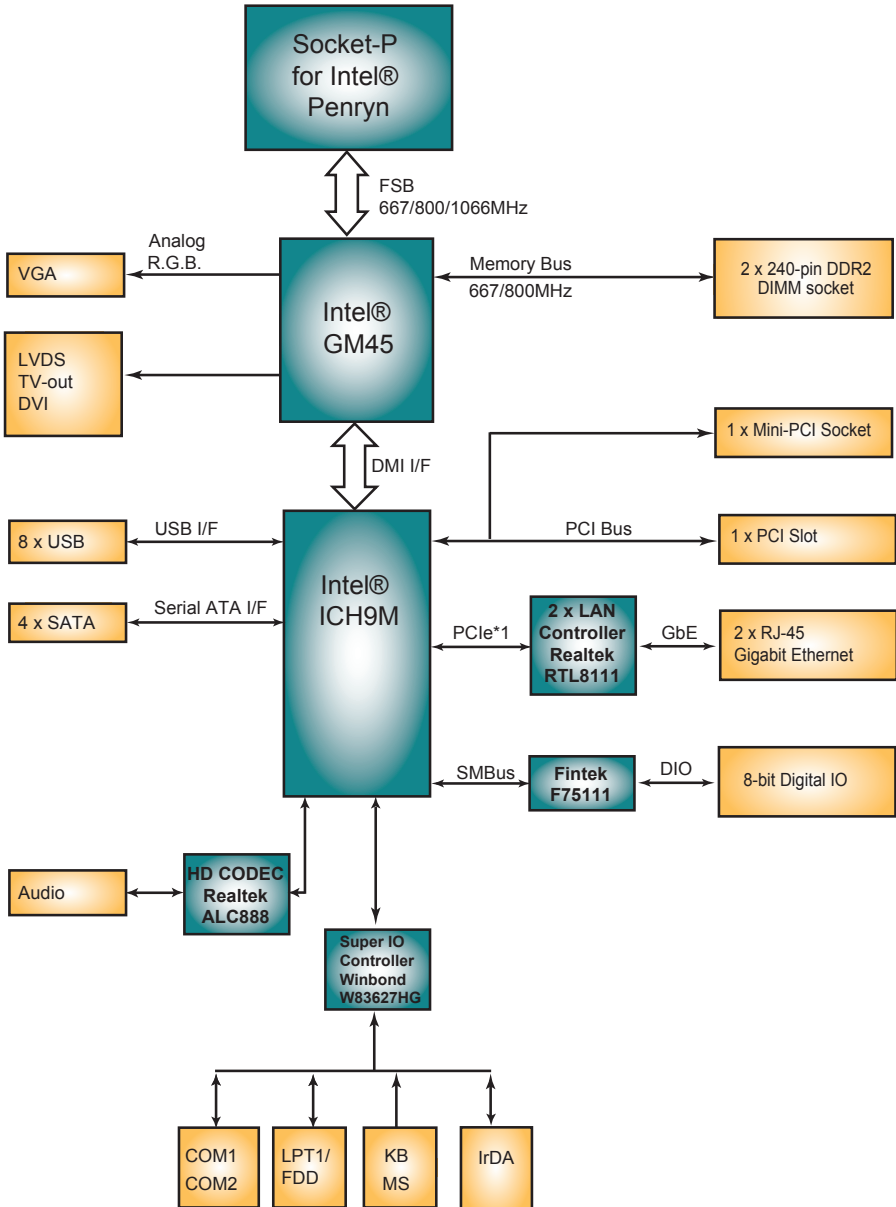 Socket-P
for Intel®
Penryn
FSB
667/800/1066MHz
Analog
R.G.B.
VGA
Intel®
GM45
Memory Bus
667/800MHz
2 x 240-pin DDR2
DIMM socket
LVDS
TV-out
DVI
DMI I/F
1 x Mini-PCI Socket
8 x USB
USB I/F
Intel®
ICH9M
PCI Bus
1 x PCI Slot
4 x SATA
Serial ATA I/F
PCIe*1
2 x LAN
Controller
Realtek
RTL8111
GbE
2 x RJ-45
Gigabit Ethernet
SMBus
Fintek
F75111
DIO
8-bit Digital IO
Audio
HD CODEC
Realtek
ALC888
Super IO
Controller
Winbond
W83627HG
COM1
COM2
LPT1/
FDD
KB
MS
IrDA